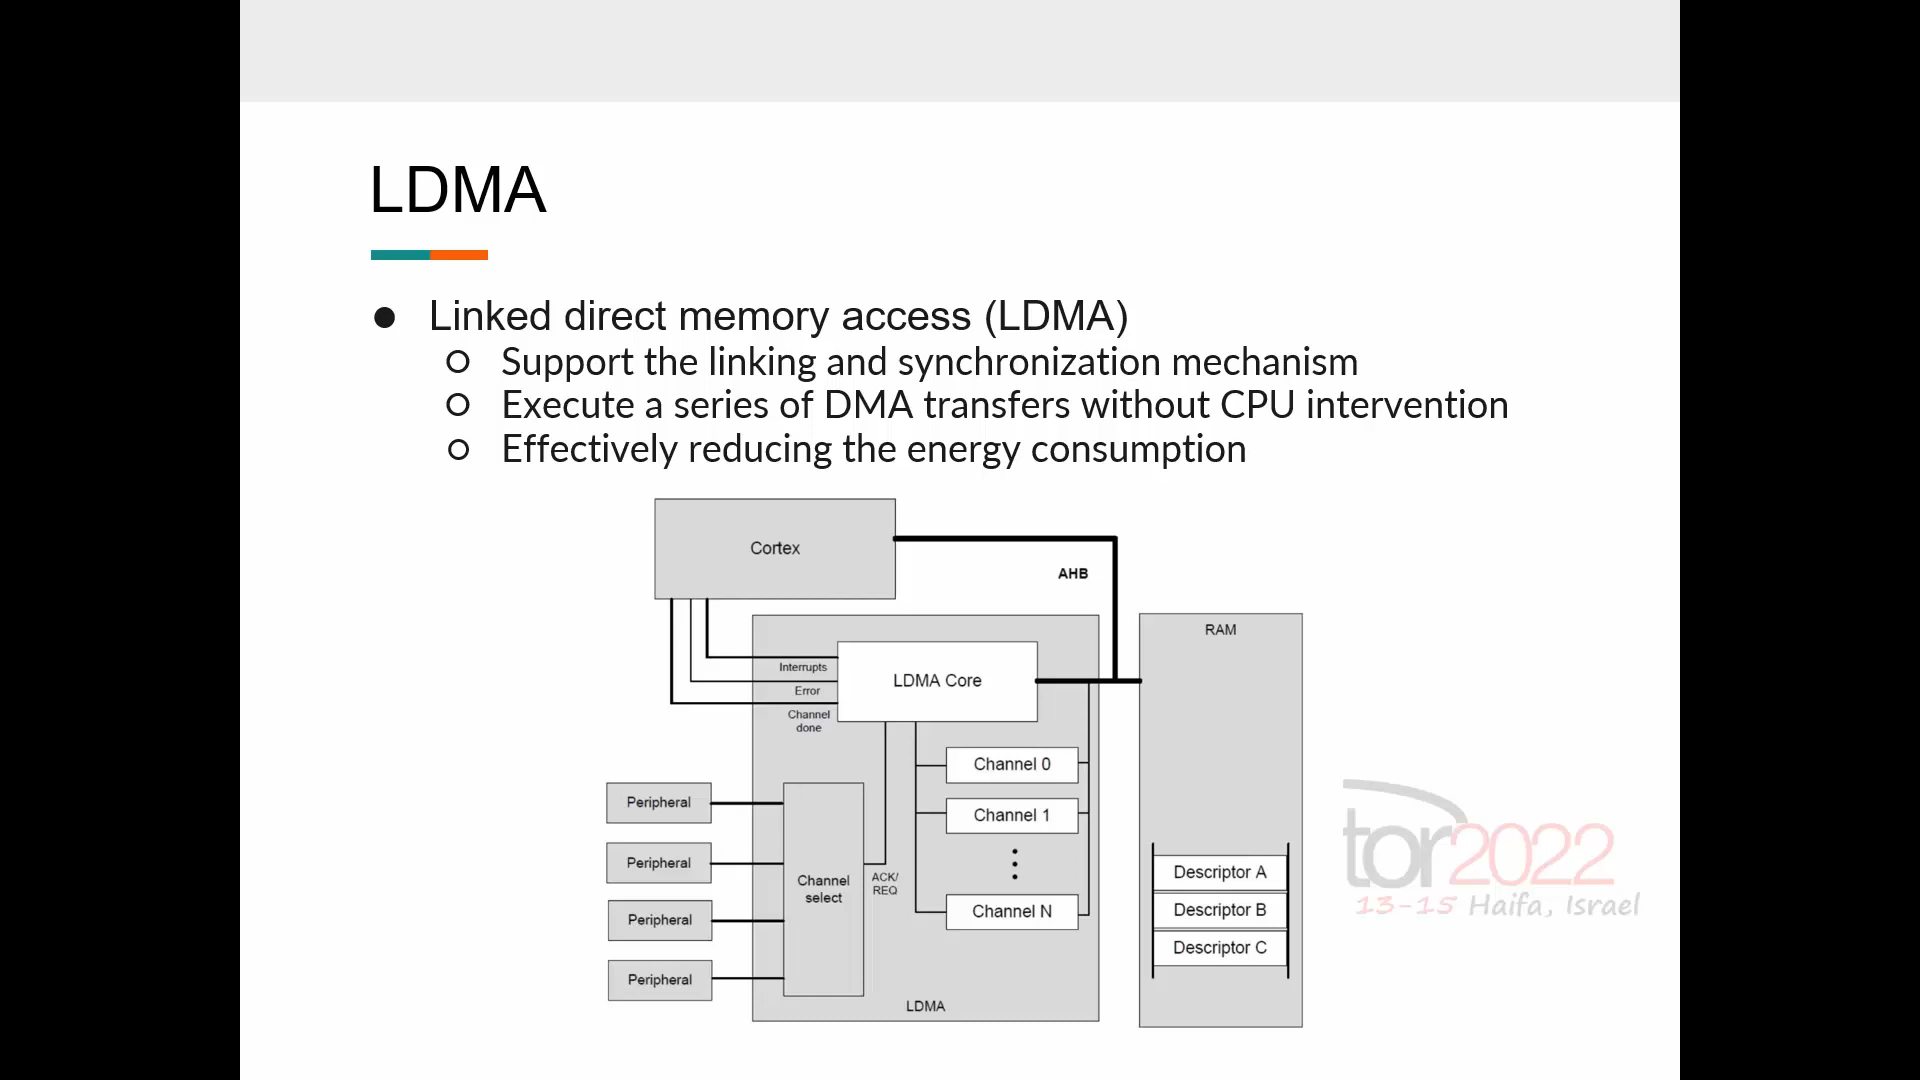 LDMA
Linked direct memory access (LDMA)
Support the linking and synchronization mechanism
Execute a series of DMA transfers without CPU intervention
Effectively reducing the energy consumption
Cortex
AHB
RAM
Interrupts
LDMA Core
Error
Channel
done
Channel 0
Peripheral
Channel 1
Peripheral
Channel
select
ACK/
REQ
Descriptor A
Channel N
Descriptor B
Peripheral
Descriptor C
Peripheral
LDMA
tor2022
13-15 Haifa, Israel